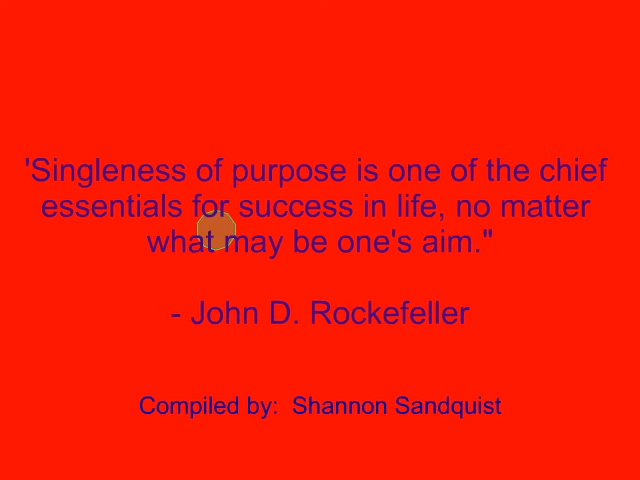 'Singleness of purpose is one of the chief
essentials for success in life, no matter
what may be one's aim."
- John D. Rockefeller
Compiled by:  Shannon Sandquist